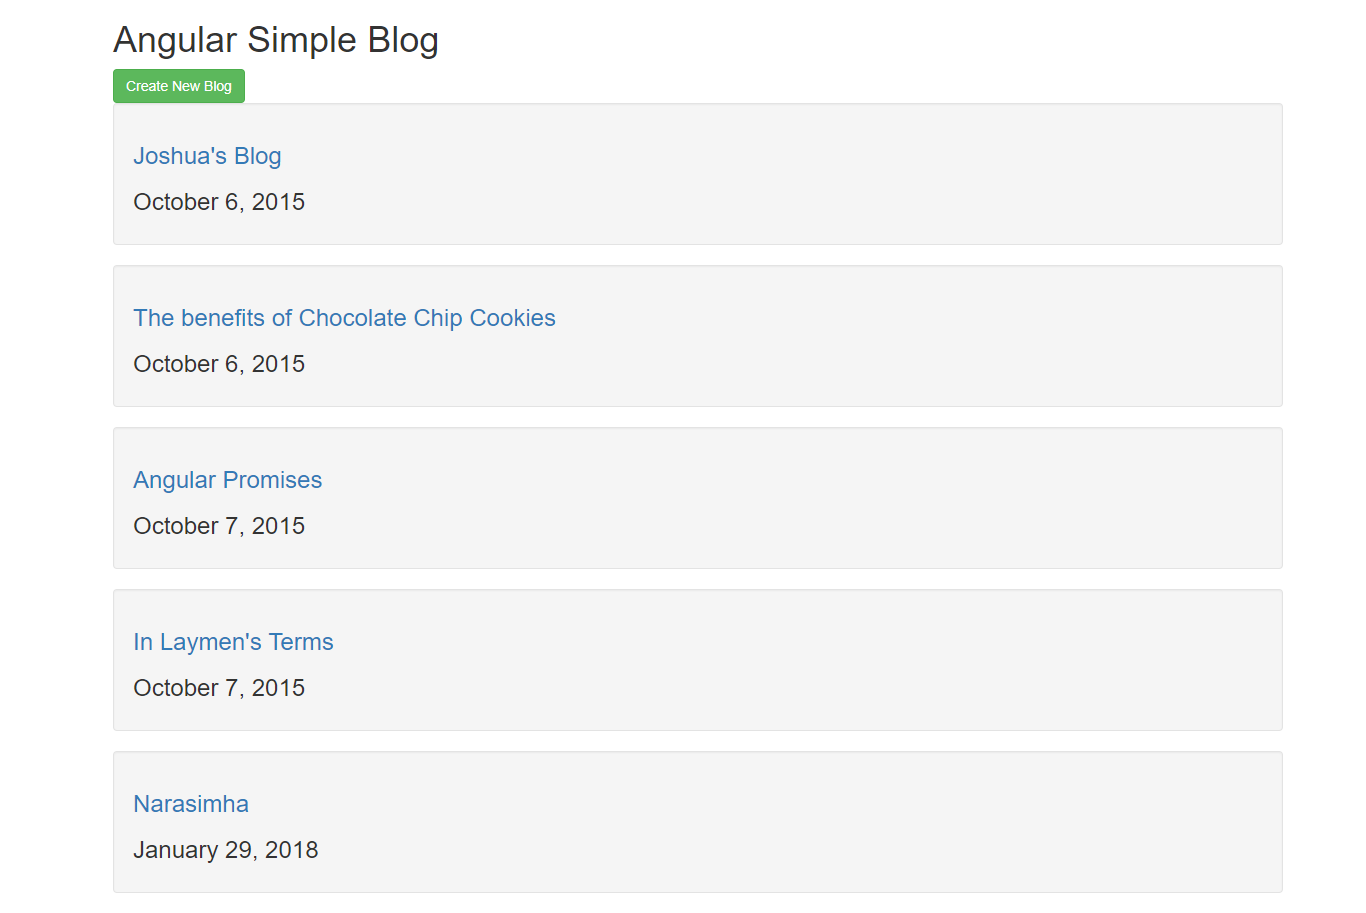 Angular Simple Blog
Create New Blog
Joshua's Blog
October 6, 2015
The benefits of Chocolate Chip Cookies
October 6, 2015
Angular Promises
October 7, 2015
In Laymen's Terms
October 7, 2015
Narasimha
January 29, 2018